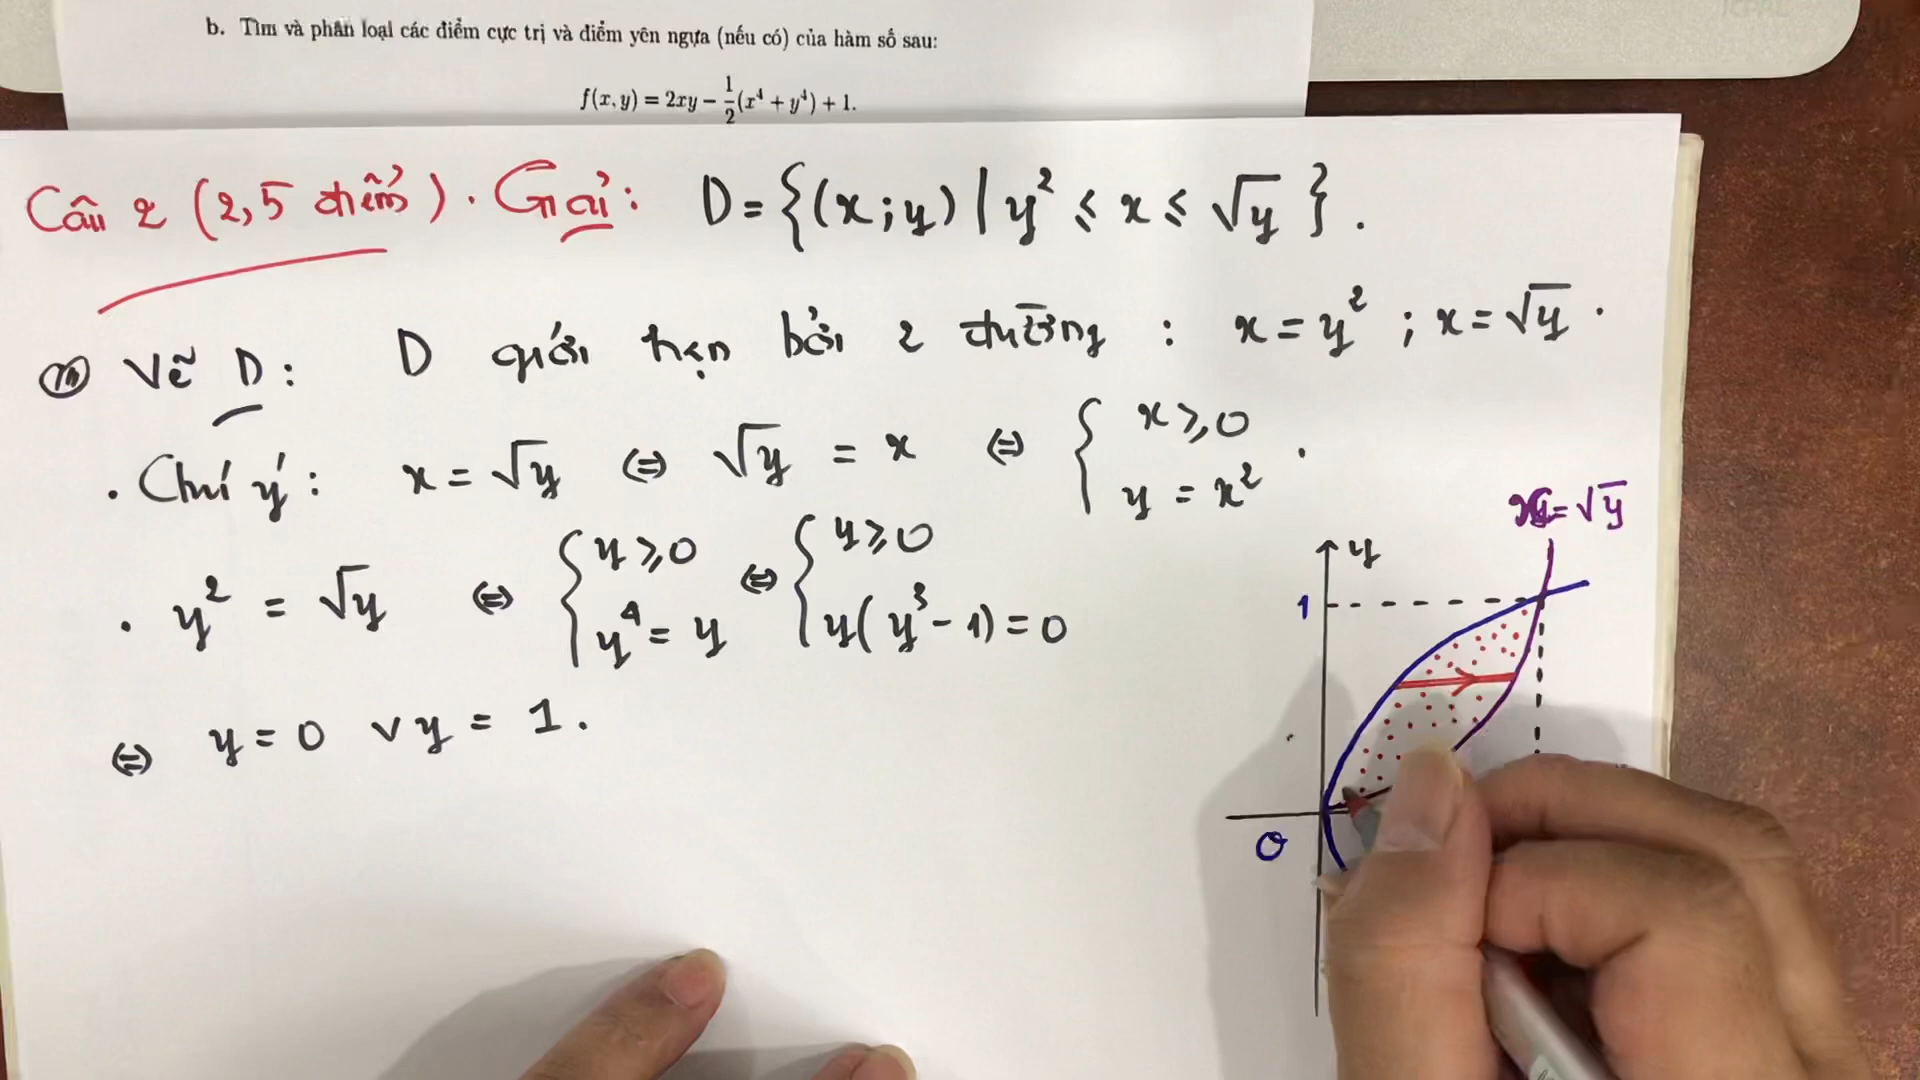 b. Tìm và phân loại các điểm cực trị và điểm yên ngựa (nếu có) của hàm số sau:
f(x, y) = 2xy − 1/2(x⁴ + y⁴) + 1.
Câu 2 (2,5 điểm). Giải: D = {(x; y) | y² ≤ x ≤ √y}.
Vẽ D: D giới hạn bởi 2 đường: x = y² ; x = √y.
. Chú ý: x = √y ⇔ √y = x ⇔ { x ≥ 0
y = x² .
. y² = √y ⇔ { y ≥ 0
y⁴ = y ⇔ { y ≥ 0
y(y³ − 1) = 0
⇔ y = 0 ∨ y = 1.
x = √y
y
1
O